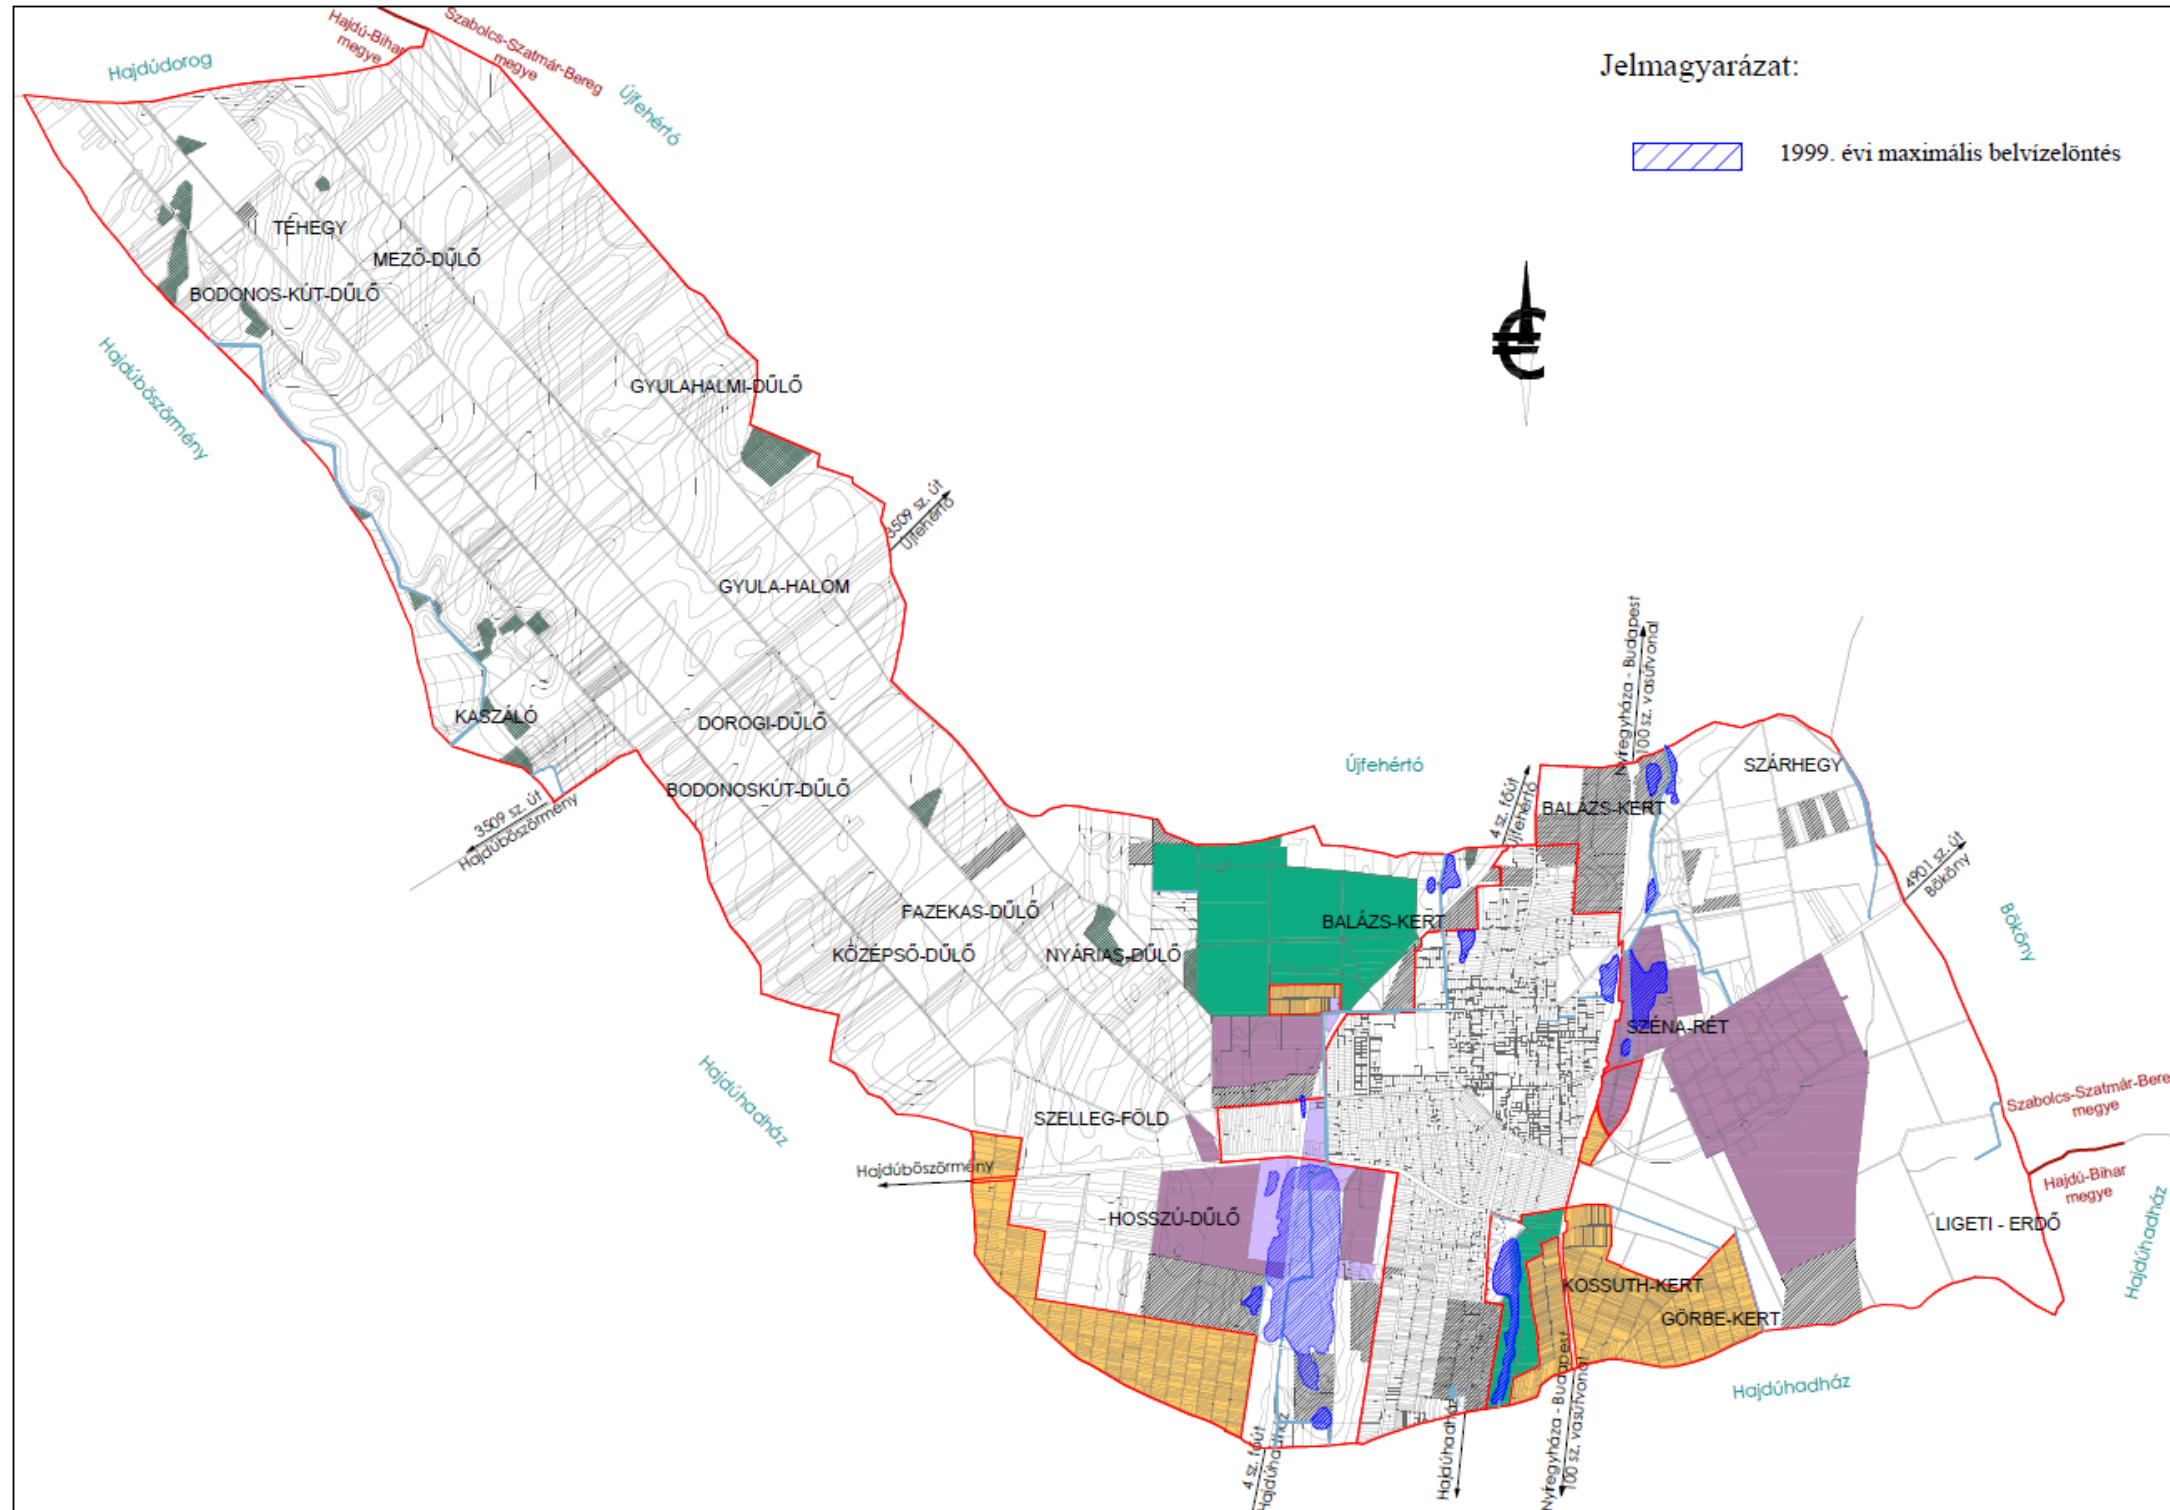 Hajdú-Bihar
megye
Szabolcs-Szatmár-Bereg
megye
Hajdúdorog
Újfehértó
Jelmagyarázat:
1999. évi maximális belvízelöntés
TÉHEGY
MEZŐ-DŰLŐ
BODONOS-KÚT-DŰLŐ
Hajdúböszörmény
GYULAHALMI-DŰLŐ
3509 sz. út
Újfehértó
GYULA-HALOM
KASZÁLÓ
DOROGI-DŰLŐ
BODONOSKÚT-DŰLŐ
3509 sz. út
Hajdúböszörmény
Újfehértó
4 sz. főút
Újfehértó
Nyíregyháza - Budapest
100 sz. vasútvonal
SZÁRHEGY
BALÁZS-KERT
4901 sz. út
Bököny
Bököny
FAZEKAS-DŰLŐ
BALÁZS-KERT
KÖZÉPSŐ-DŰLŐ
NYÁRIAS-DŰLŐ
SZÉNA-RÉT
Hajdúhadház
SZELLEG-FÖLD
Szabolcs-Szatmár-Bere
megye
Hajdúböszörmény
Hajdú-Bihar
megye
HOSSZÚ-DŰLŐ
LIGETI - ERDŐ
Hajdúhadház
KOSSUTH-KERT
GÖRBE-KERT
Hajdúhadház
4 sz. főút
Hajdúhadház
Hajdúhadház
Nyíregyháza - Budapest
100 sz. vasútvonal